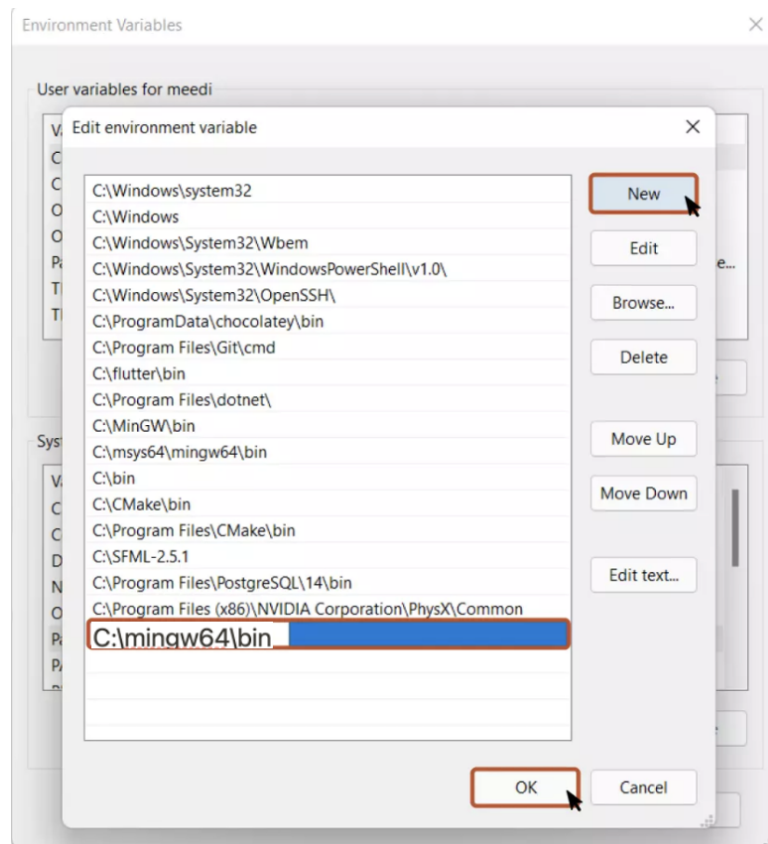 Environment Variables
User variables for meedi
Edit environment variable
C:\Windows\system32
New
C:\Windows
C:\Windows\System32\Wbem
Edit
C:\Windows\System32\WindowsPowerShell\v1.0\
C:\Windows\System32\OpenSSH\
Browse...
C:\ProgramData\chocolatey\bin
C:\Program Files\Git\cmd
Delete
C:\flutter\bin
C:\Program Files\dotnet\
C:\MinGW\bin
Move Up
C:\msys64\mingw64\bin
C:\bin
Move Down
C:\CMake\bin
C:\Program Files\CMake\bin
C:\SFML-2.5.1
Edit text...
C:\Program Files\PostgreSQL\14\bin
C:\Program Files (x86)\NVIDIA Corporation\PhysX\Common
C:\mingw64\bin
OK
Cancel